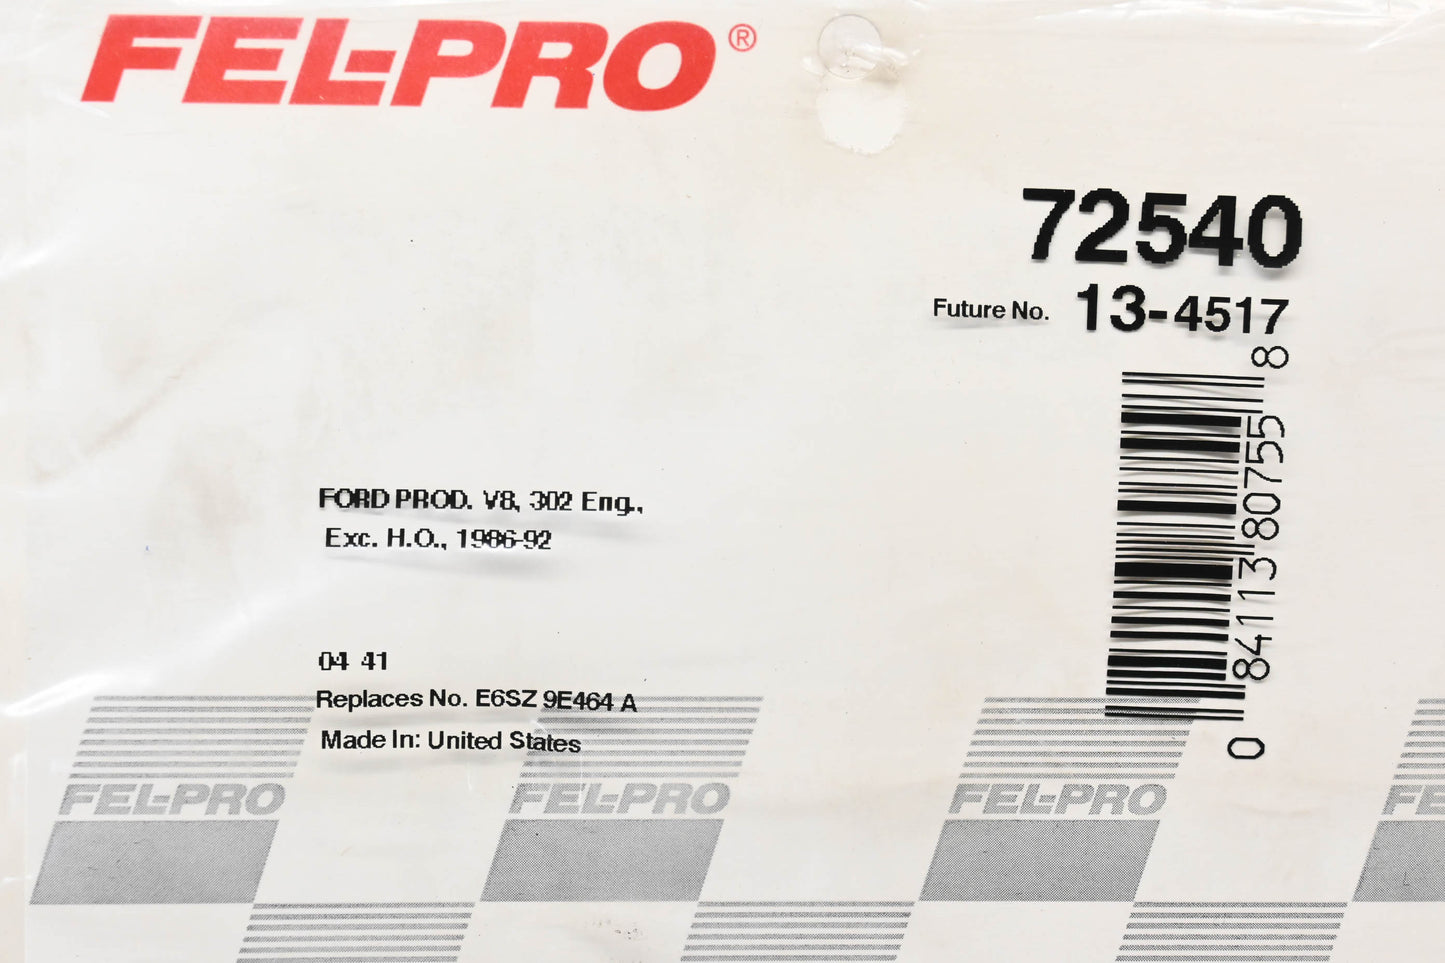 FEL-PRO®
72540
Future No. 13-4517
0 84113 80755 8
FORD PROD. V8, 302 Eng.,
Exc. H.O., 1986-92
04 41
Replaces No. E6SZ 9E464 A
Made In: United States
FEL-PRO FEL-PRO FEL-PRO FE